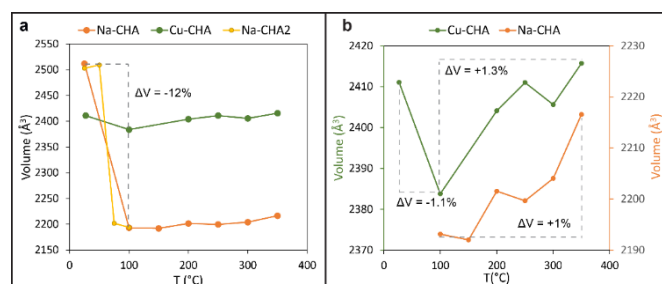 a
Na-CHA Cu-CHA Na-CHA2
2550
2500
2450
2400
2350
2300
2250
2200
2150
Volume (Å³)
ΔV = -12%
0 100 200 300 400
T (°C)
b
Cu-CHA Na-CHA
2420
2410
2400
2390
2380
2370
Volume (Å³)
2230
2220
2210
2200
2190
Volume (Å³)
ΔV = +1.3%
ΔV = -1.1%
ΔV = +1%
0 100 200 300 400
T(°C)